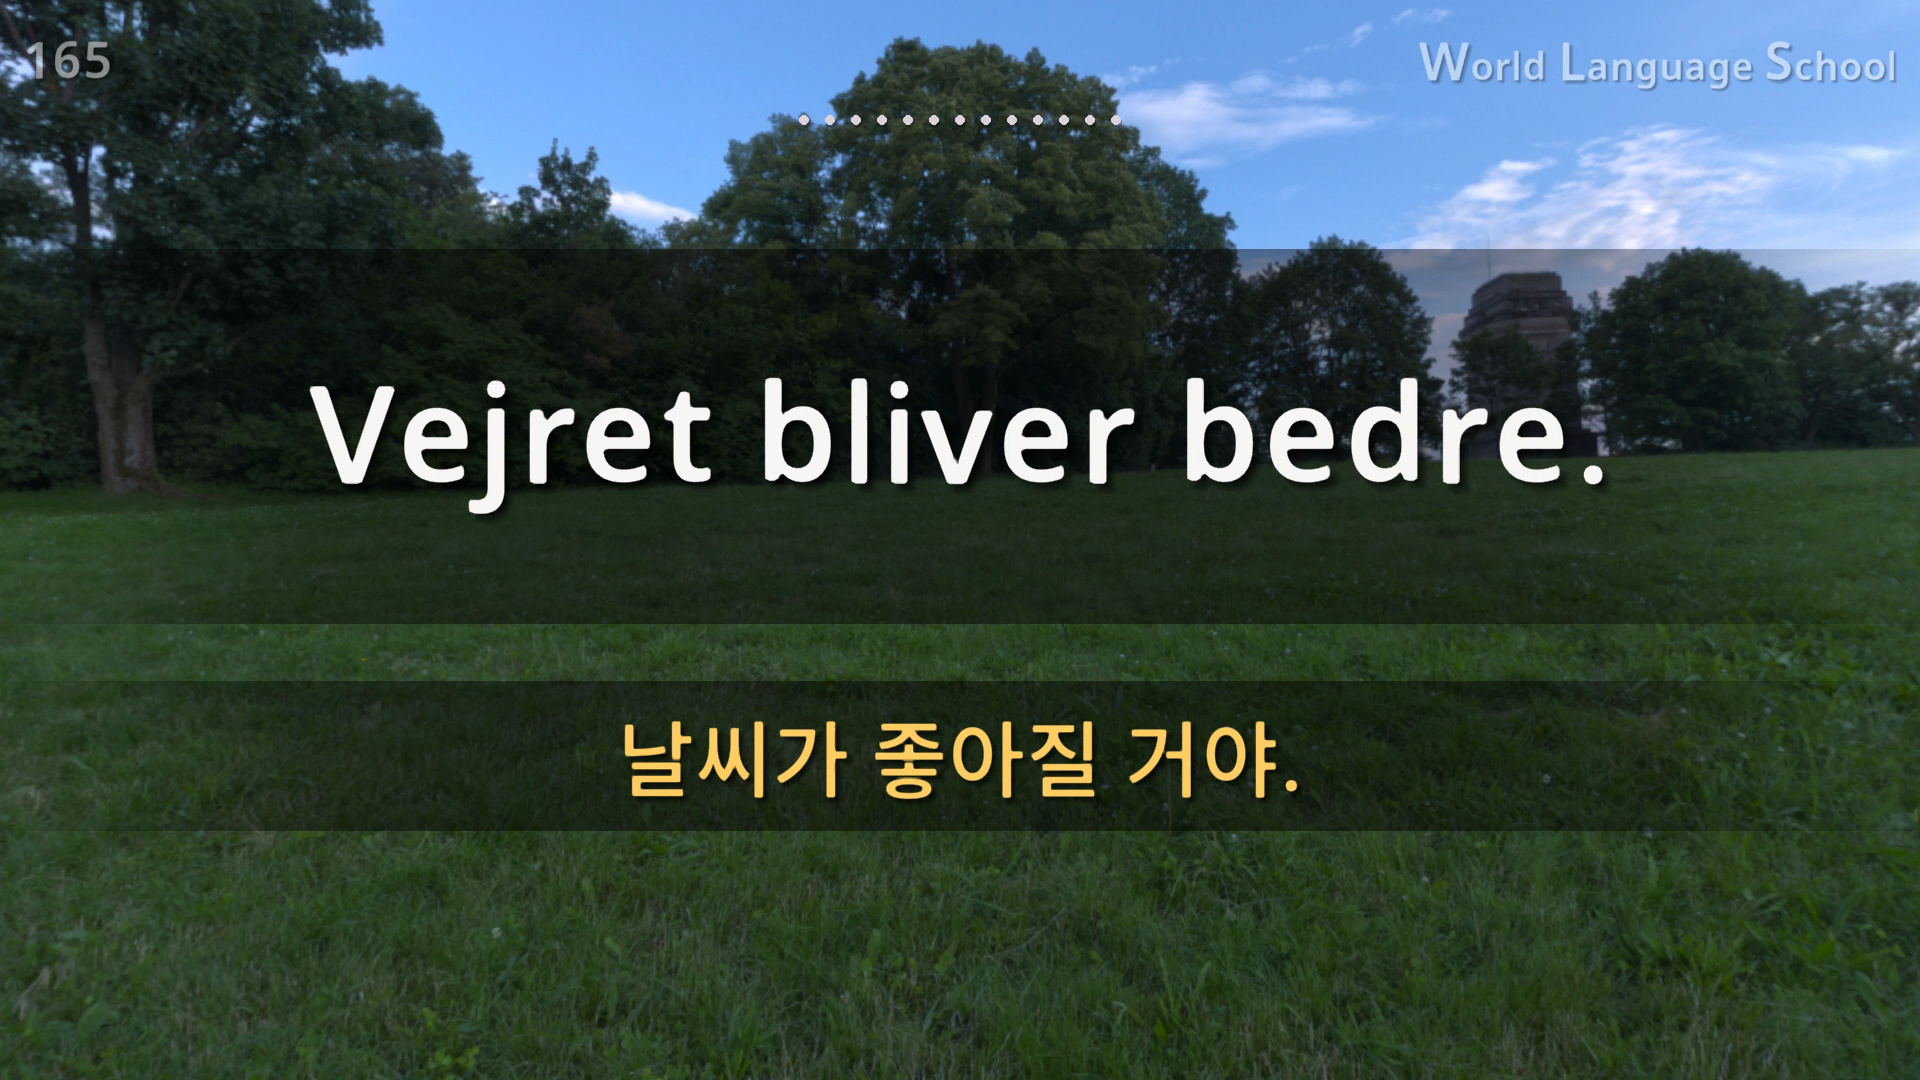 165
World Language School
Vejret bliver bedre.
날씨가 좋아질 거야.